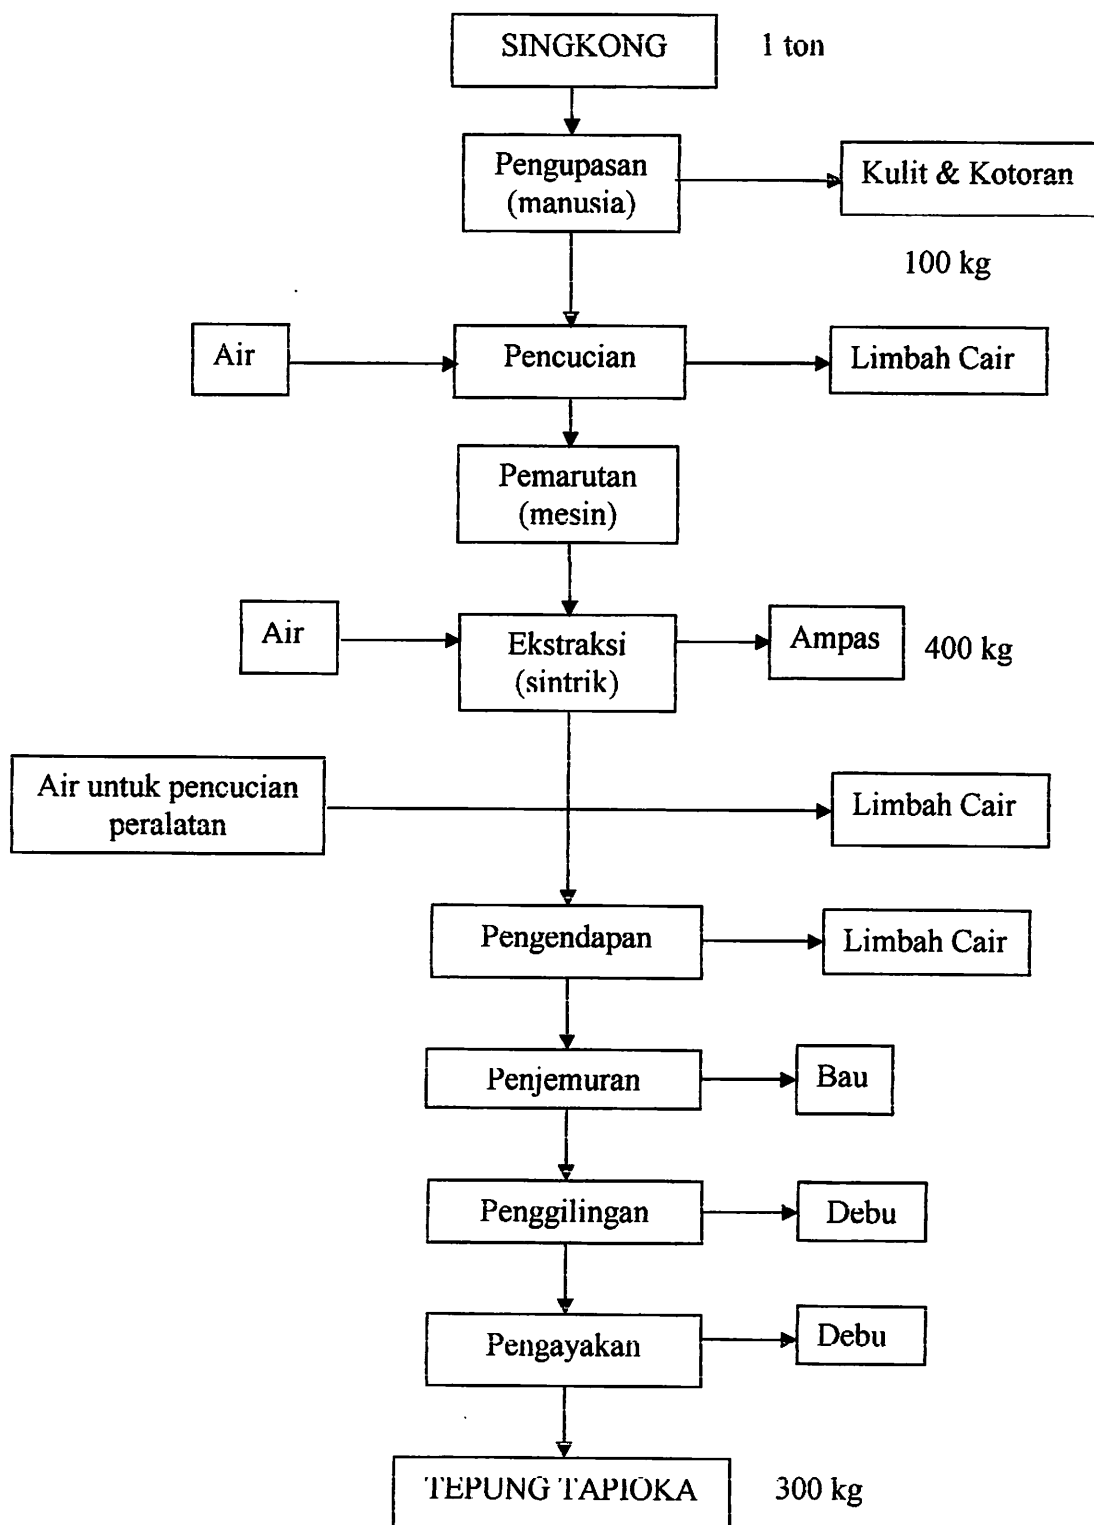 SINGKONG
1 ton
Pengupasan
(manusia)
Kulit & Kotoran
100 kg
Air
Pencucian
Limbah Cair
Pemarutan
(mesin)
Air
Ekstraksi
(sintrik)
Ampas
400 kg
Air untuk pencucian
peralatan
Limbah Cair
Pengendapan
Limbah Cair
Penjemuran
Bau
Penggilingan
Debu
Pengayakan
Debu
TEPUNG TAPIOKA
300 kg